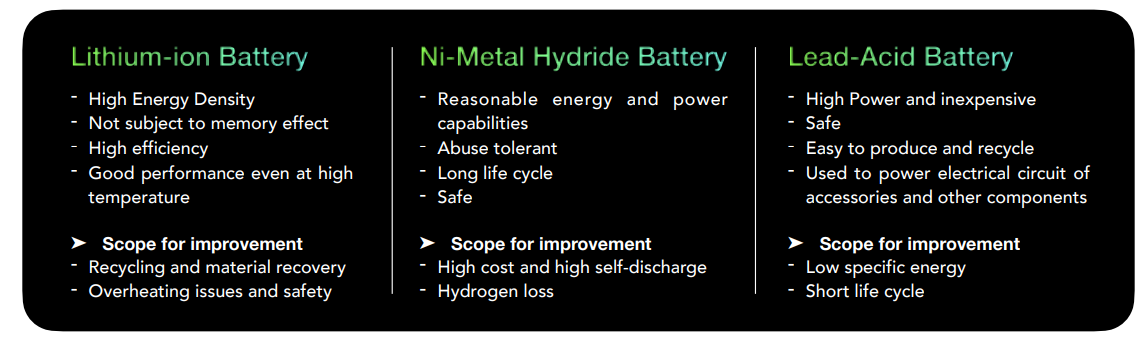 Lithium-ion Battery
- High Energy Density
- Not subject to memory effect
- High efficiency
- Good performance even at high
temperature
➤ Scope for improvement
- Recycling and material recovery
- Overheating issues and safety
Ni-Metal Hydride Battery
- Reasonable energy and power
capabilities
- Abuse tolerant
- Long life cycle
- Safe
➤ Scope for improvement
- High cost and high self-discharge
- Hydrogen loss
Lead-Acid Battery
- High Power and inexpensive
- Safe
- Easy to produce and recycle
- Used to power electrical circuit of
accessories and other components
➤ Scope for improvement
- Low specific energy
- Short life cycle